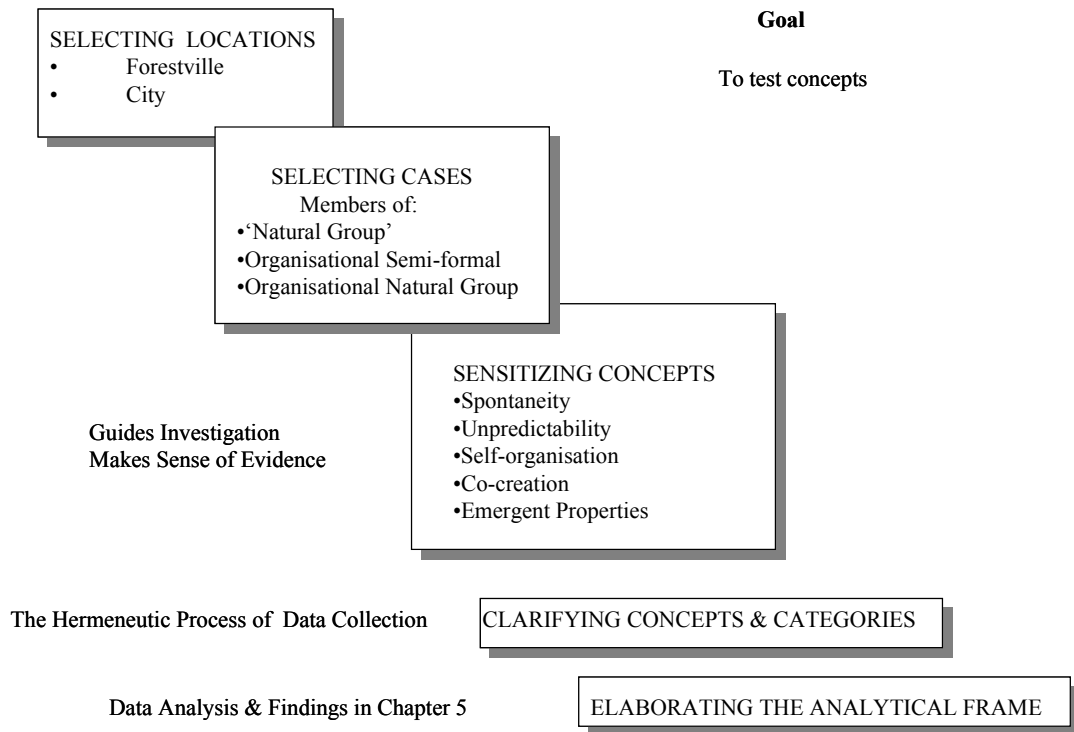 Goal
SELECTING LOCATIONS
• Forestville
• City
To test concepts
SELECTING CASES
Members of:
•‘Natural Group’
•Organisational Semi-formal
•Organisational Natural Group
SENSITIZING CONCEPTS
•Spontaneity
•Unpredictability
•Self-organisation
•Co-creation
•Emergent Properties
Guides Investigation
Makes Sense of Evidence
The Hermeneutic Process of Data Collection
CLARIFYING CONCEPTS & CATEGORIES
Data Analysis & Findings in Chapter 5
ELABORATING THE ANALYTICAL FRAME